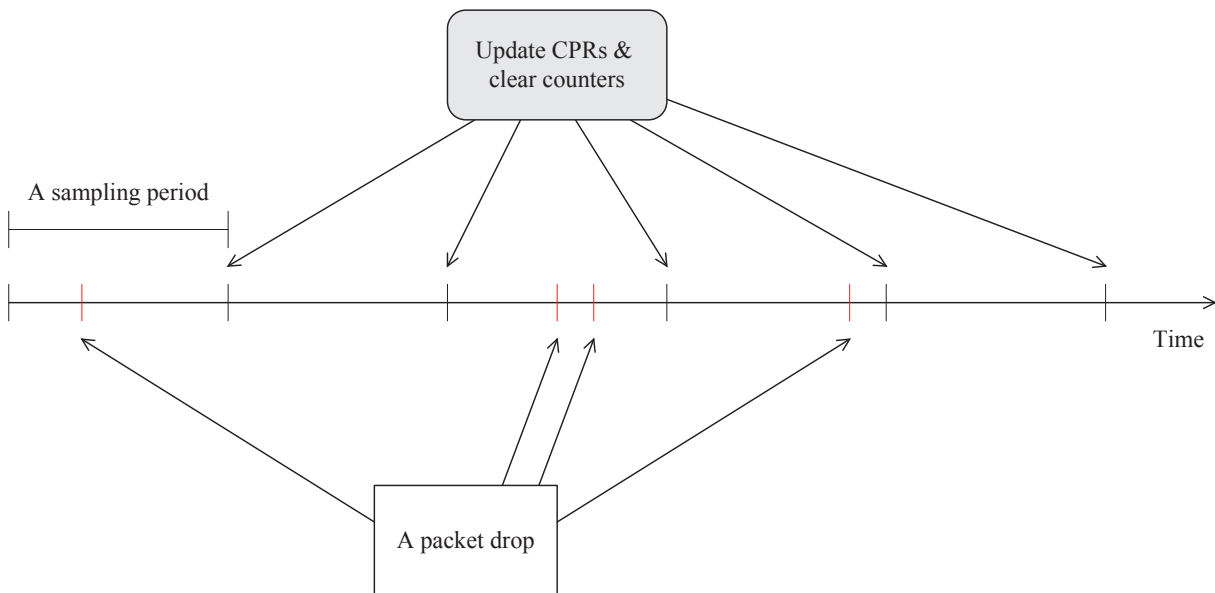 Update CPRs &
clear counters
A sampling period
Time
A packet drop